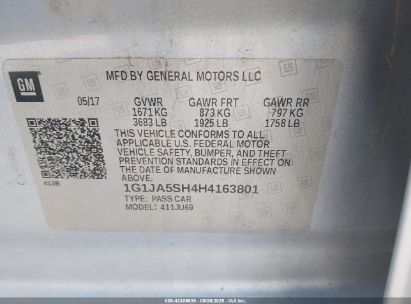 GM
MFD BY GENERAL MOTORS LLC
05/17 GVWR GAWR FRT GAWR RR
1671 KG 873 KG 797 KG
3683 LB 1925 LB 1758 LB
THIS VEHICLE CONFORMS TO ALL
APPLICABLE U.S. FEDERAL MOTOR
VEHICLE SAFETY, BUMPER, AND THEFT
PREVENTION STANDARDS IN EFFECT ON
THE DATE OF MANUFACTURE SHOWN ABOVE.
413B
1G1JA5SH4H4163801
TYPE: PASS CAR
MODEL: 411JU69